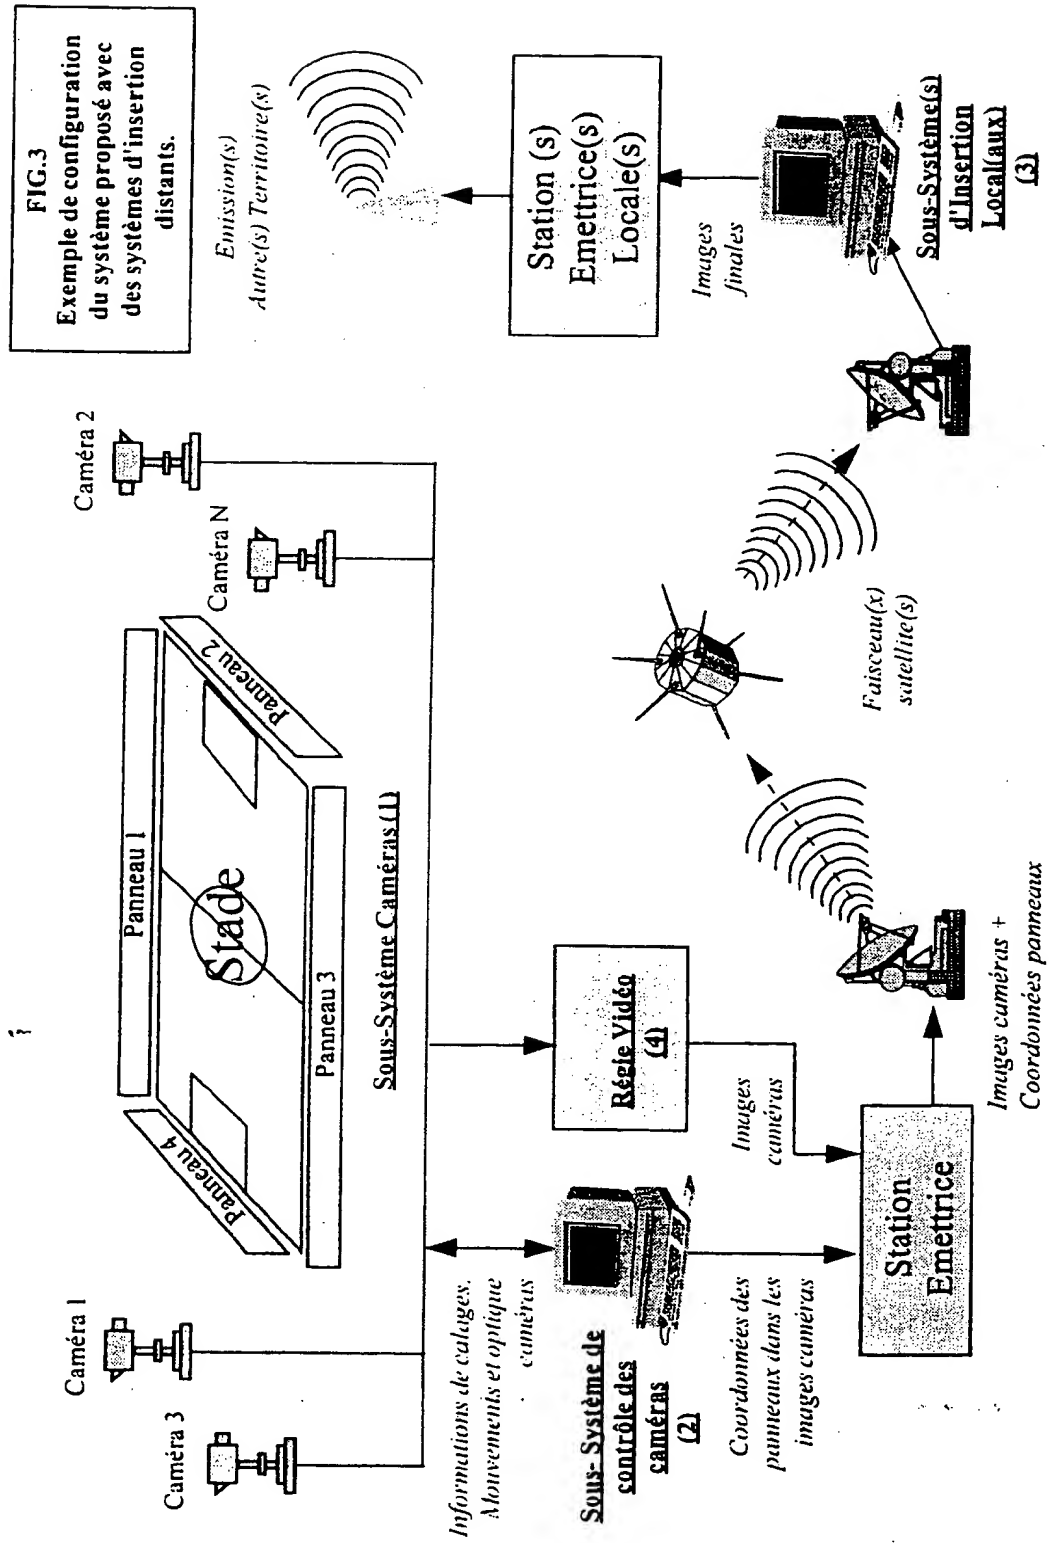 FIG.3
Exemple de configuration
du système proposé avec
des systèmes d'insertion
distants.
Caméra 1
Caméra 3
Caméra 2
Caméra N
Panneau 1
Panneau 2
Panneau 3
Panneau 4
Stade
Sous-Système Caméras (1)
Informations de calages.
Mouvements et optique
caméras
Sous- Système de
contrôle des
caméras
(2)
Régie Vidéo
(4)
Images
caméras
Coordonnées des
panneaux dans les
images caméras
Station
Emettrice
Images caméras +
Coordonnées panneaux
Faisceau(x)
satellite(s)
Sous-Système(s)
d'Insertion
Local(aux)
(3)
Images
finales
Station (s)
Emettrice(s)
Locale(s)
Emission(s)
Autre(s) Territoire(s)